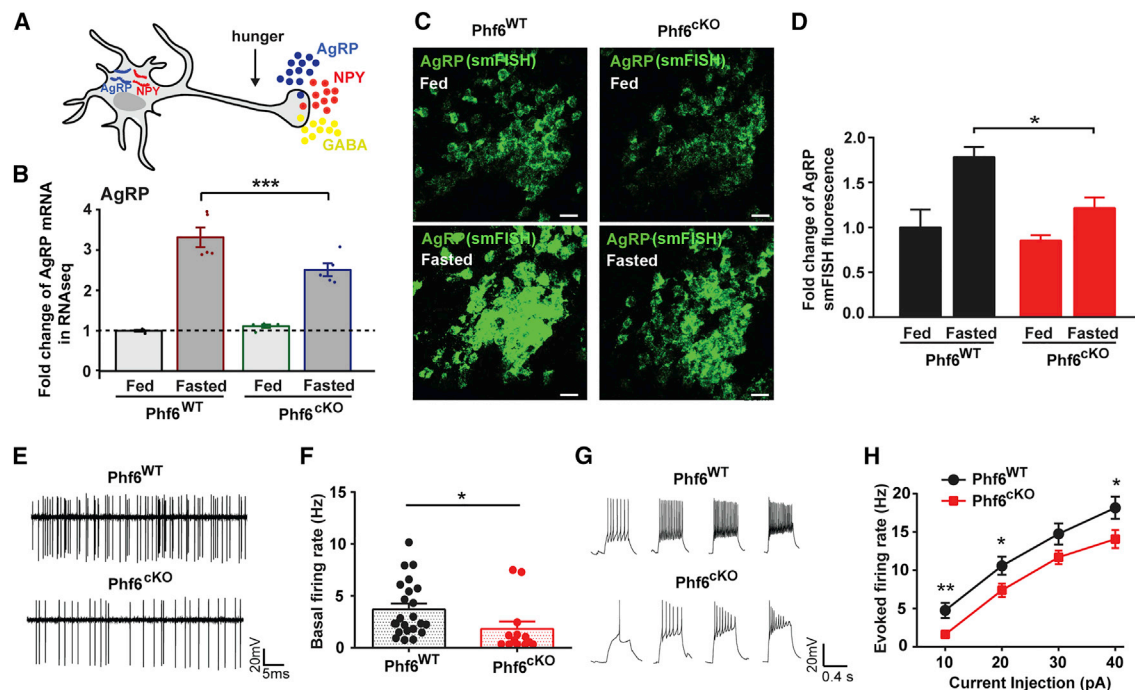 A
hunger
AgRP
NPY
GABA
AgRP
NPY
B
AgRP
***
Fold change of AgRP mRNA
in RNAseq
4
3
2
1
0
Fed
Fasted
Fed
Fasted
Phf6WT
Phf6cKO
C
Phf6WT
Phf6cKO
AgRP(smFISH)
Fed
AgRP(smFISH)
Fed
AgRP(smFISH)
Fasted
AgRP(smFISH)
Fasted
D
*
Fold change of AgRP
smFISH fluorescence
2.0
1.5
1.0
0.5
0.0
Fed
Fasted
Fed
Fasted
Phf6WT
Phf6cKO
E
Phf6WT
Phf6cKO
20mV
5ms
F
*
Basal firing rate (Hz)
15
10
5
0
Phf6WT
Phf6cKO
G
Phf6WT
Phf6cKO
20mV
0.4 s
H
Phf6WT
Phf6cKO
**
*
*
Evoked firing rate (Hz)
20
15
10
5
0
10
20
30
40
Current Injection (pA)